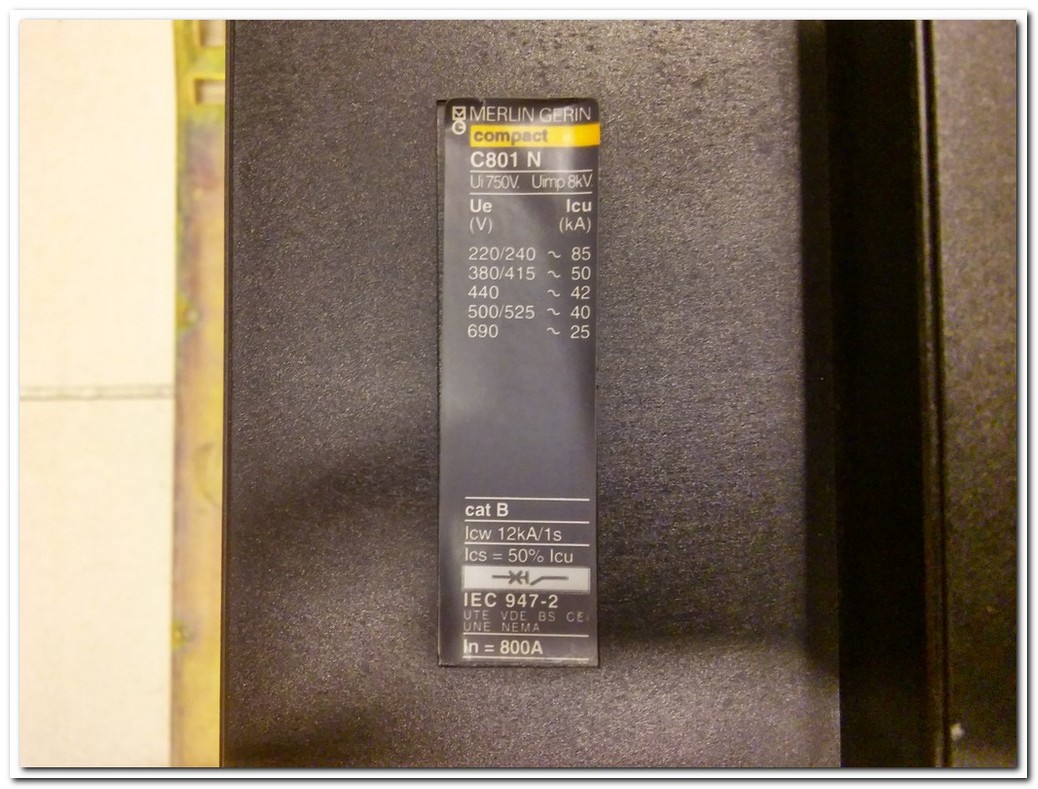 MERLIN GERIN
compact
C801 N
Ui 750V. Uimp 8kV.
Ue Icu
(V) (kA)
220/240 ~ 85
380/415 ~ 50
440 ~ 42
500/525 ~ 40
690 ~ 25
cat B
Icw 12kA/1s
Ics = 50% Icu
IEC 947-2
UTE VDE BS CEI
UNE NEMA
In = 800A